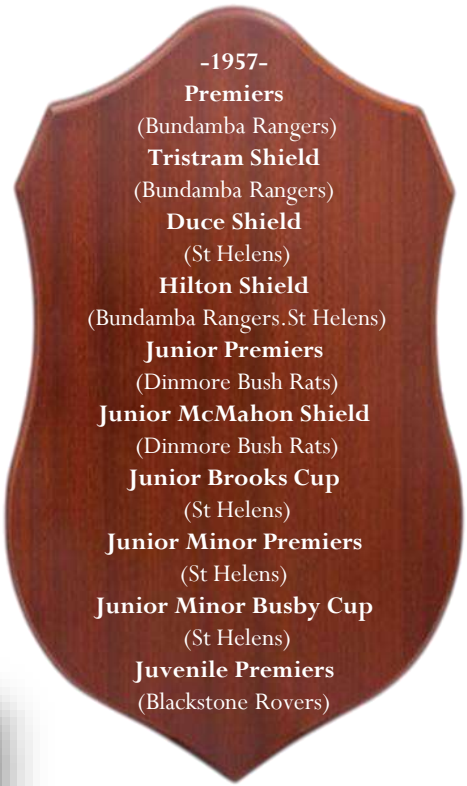 -1957-
Premiers
(Bundamba Rangers)
Tristram Shield
(Bundamba Rangers)
Duce Shield
(St Helens)
Hilton Shield
(Bundamba Rangers.St Helens)
Junior Premiers
(Dinmore Bush Rats)
Junior McMahon Shield
(Dinmore Bush Rats)
Junior Brooks Cup
(St Helens)
Junior Minor Premiers
(St Helens)
Junior Minor Busby Cup
(St Helens)
Juvenile Premiers
(Blackstone Rovers)